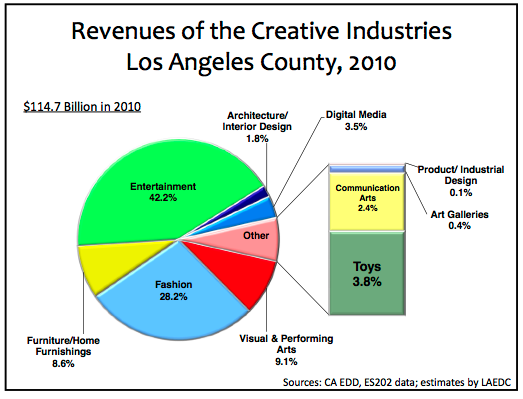 Revenues of the Creative Industries
Los Angeles County, 2010
$114.7 Billion in 2010
Architecture/
Interior Design
1.8%
Digital Media
3.5%
Entertainment
42.2%
Other
Communication
Arts
2.4%
Product/ Industrial
Design
0.1%
Art Galleries
0.4%
Toys
3.8%
Fashion
28.2%
Furniture/Home
Furnishings
8.6%
Visual & Performing
Arts
9.1%
Sources: CA EDD, ES202 data; estimates by LAEDC